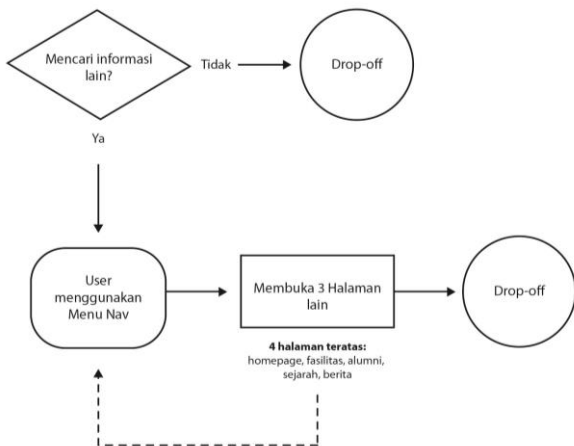 Mencari informasi
lain?
Tidak
Drop-off
Ya
User
menggunakan
Menu Nav
Membuka 3 Halaman
lain
Drop-off
4 halaman teratas:
homepage, fasilitas, alumni,
sejarah, berita